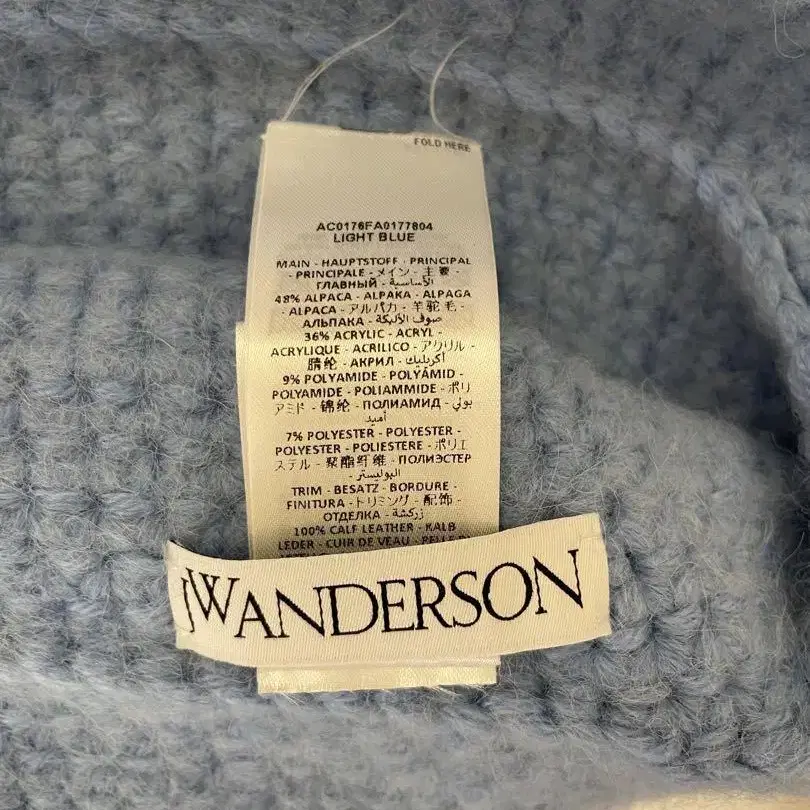 FOLD HERE
AC0176FA0177804
LIGHT BLUE
MAIN - HAUPTSTOFF - PRINCIPAL
- PRINCIPALE - メイン - 主要 -
ГЛАВНЫЙ - الأساسية
48% ALPACA - ALPAKA - ALPAGA
- ALPACA - アルパカ - 羊驼毛 -
АЛЬПАКА - صوف الألبكة
36% ACRYLIC - ACRYL -
ACRYLIQUE - ACRILICO - アクリル -
腈纶 - АКРИЛ - أكريليك
9% POLYAMIDE - POLYAMID -
POLYAMIDE - POLIAMMIDE - ポリ
アミド - 锦纶 - ПОЛИАМИД - بولي
أميد
7% POLYESTER - POLYESTER -
POLYESTER - POLIESTERE - ポリエ
ステル - 聚酯纤维 - ПОЛИЭСТЕР
- البوليستر
TRIM - BESATZ - BORDURE -
FINITURA - トリミング - 配饰 -
ОТДЕЛКА - زركشة
100% CALF LEATHER - KALB
LEDER - CUIR DE VEAU - PELLE DI
JWANDERSON